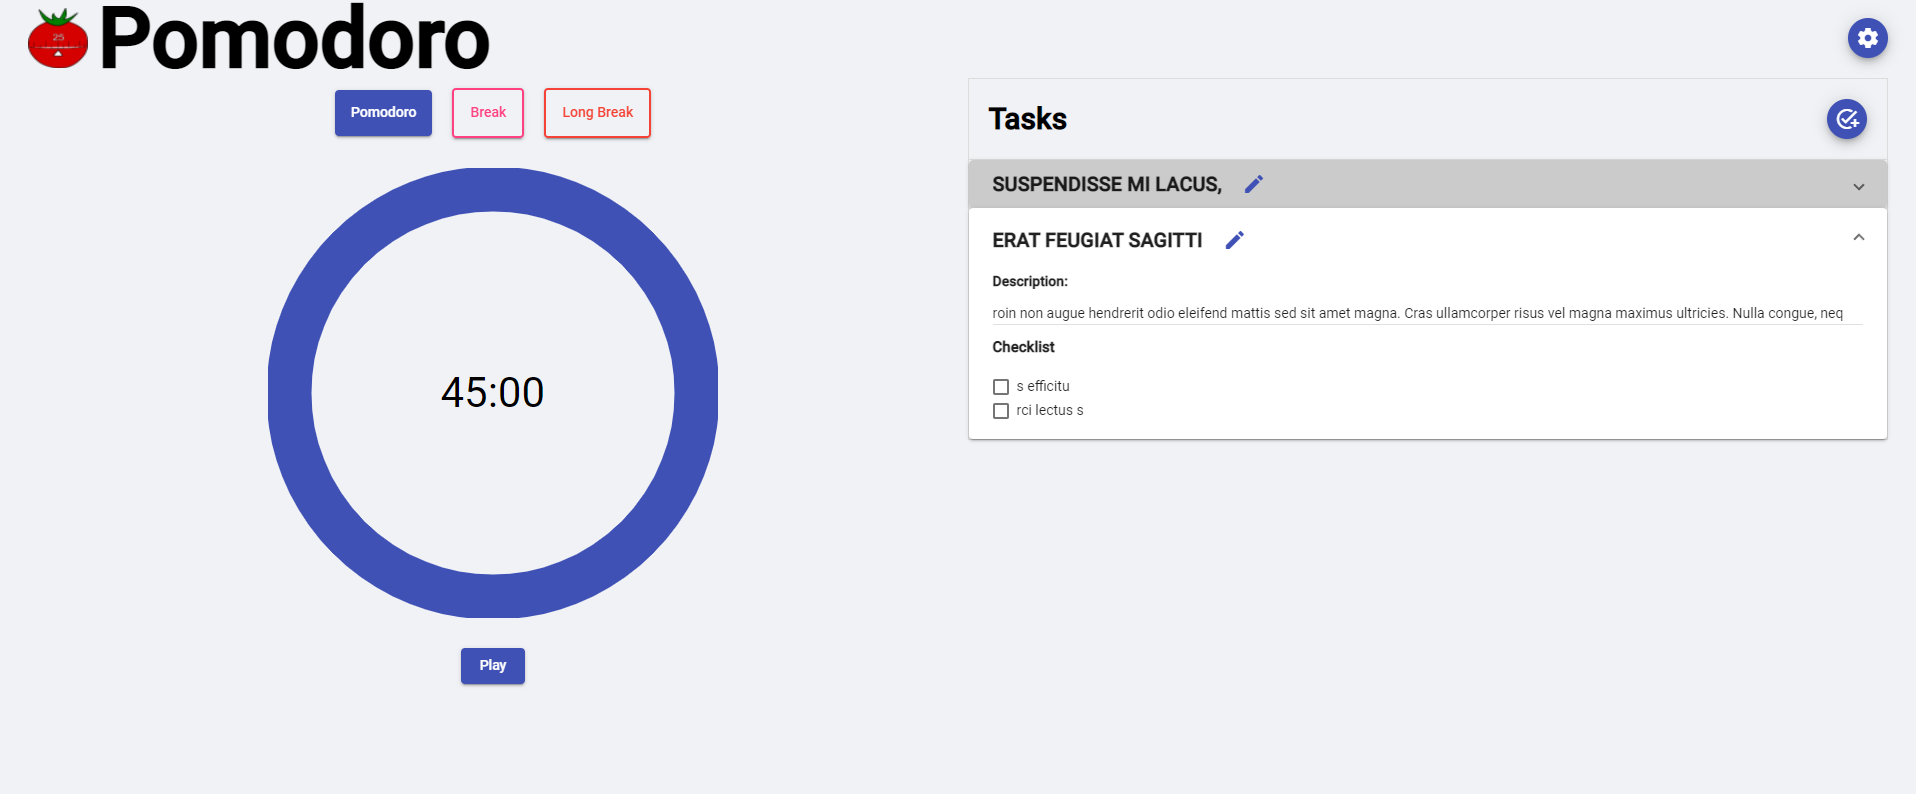 25
Pomodoro
Pomodoro
Break
Long Break
45:00
Play
Tasks
SUSPENDISSE MI LACUS,
ERAT FEUGIAT SAGITTI
Description:
roin non augue hendrerit odio eleifend mattis sed sit amet magna. Cras ullamcorper risus vel magna maximus ultricies. Nulla congue, neq
Checklist
s efficitu
rci lectus s